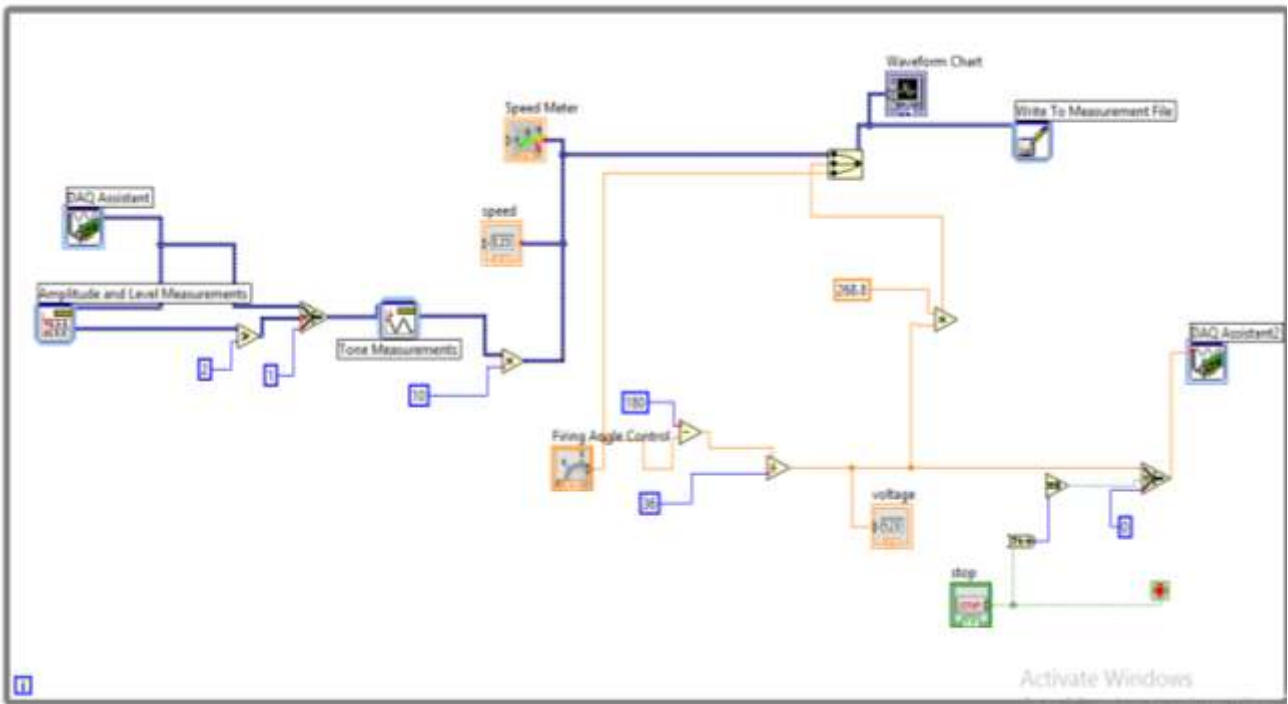 Waveform Chart
Write To Measurement File
Speed Meter
DAQ Assistant
speed
Amplitude and Level Measurements
268.8
DAQ Assistant2
Tone Measurements
2
1
10
180
Firing Angle Control
36
voltage
0
stop
STOP
i
Activate Windows